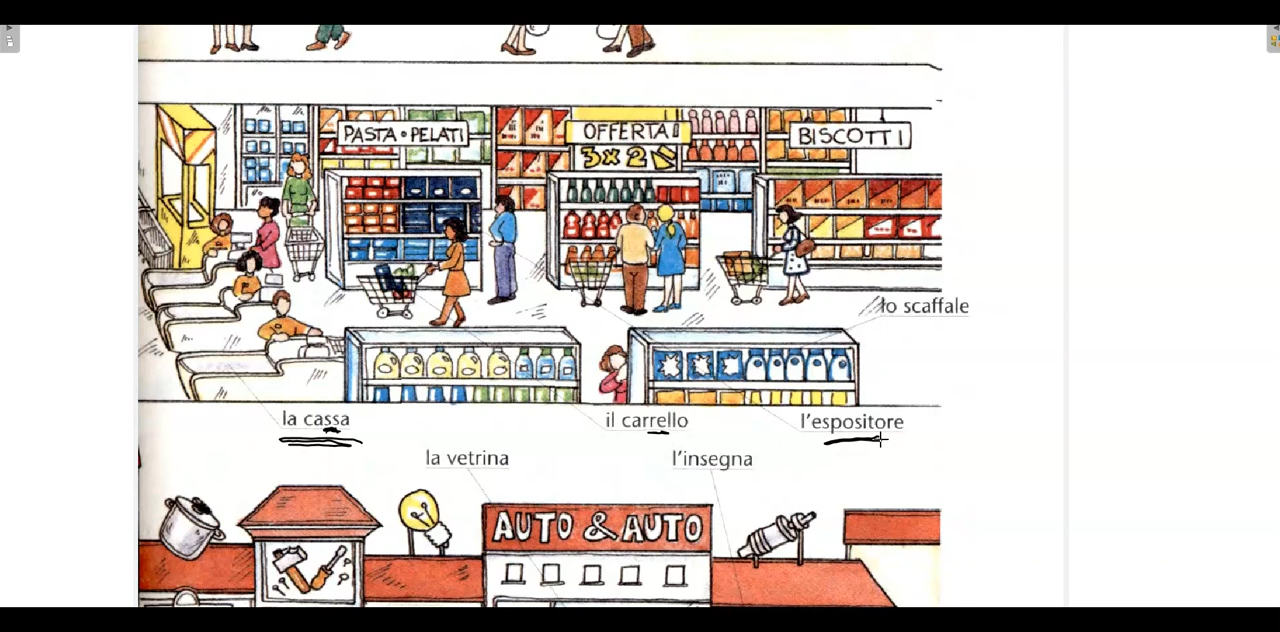 PASTA • PELATI
OFFERTA!!
3x2
BISCOTTI
lo scaffale
la cassa
il carrello
l'espositore
la vetrina
l'insegna
AUTO & AUTO